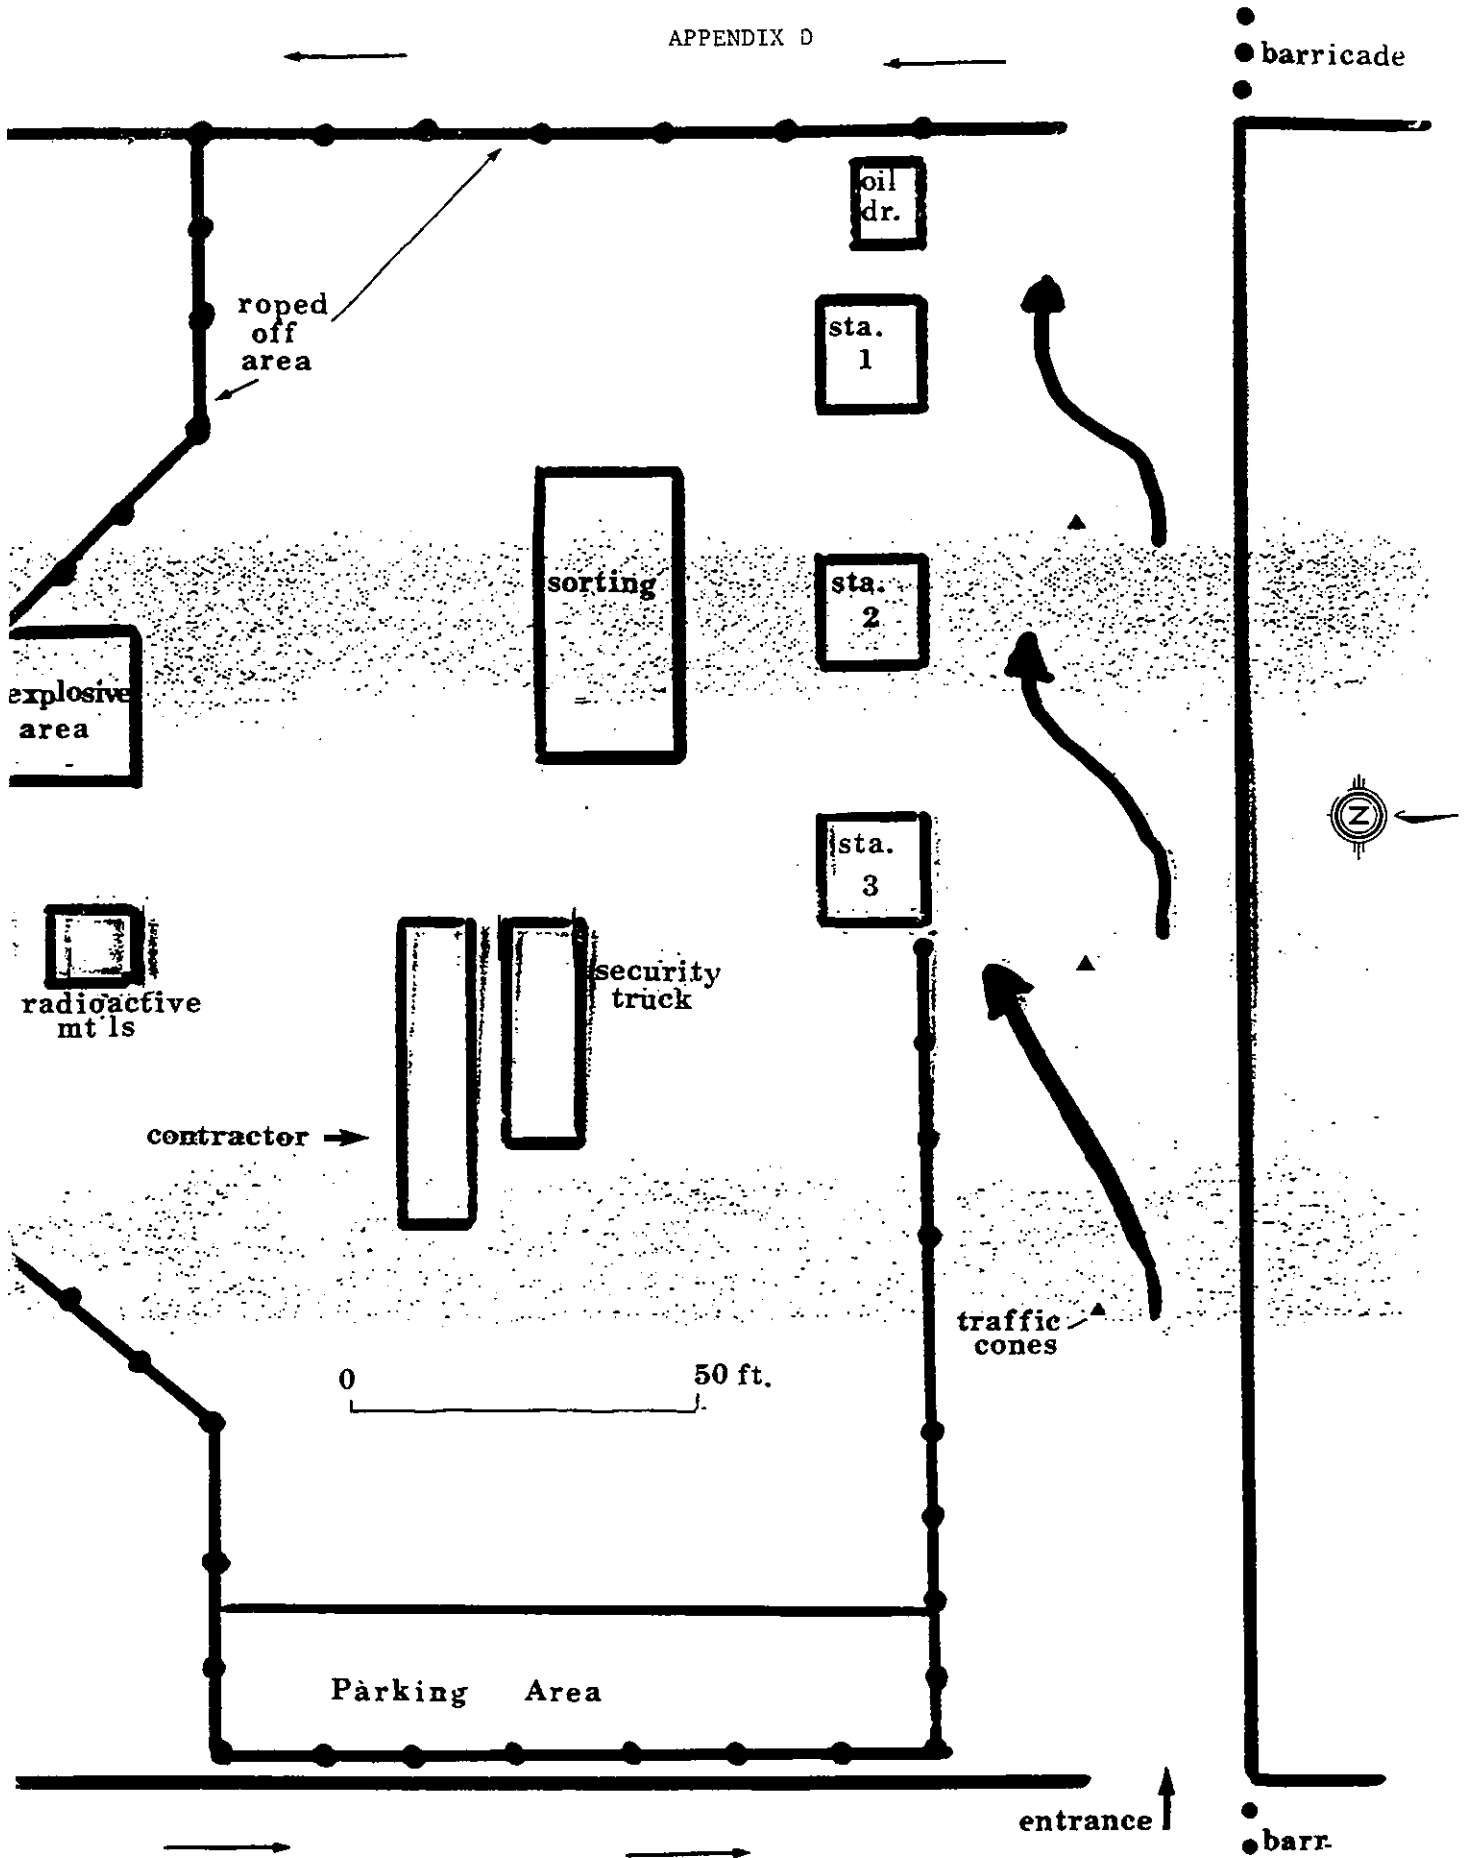 APPENDIX D
barricade
oil
dr.
roped
off
area
sta.
1
sorting
sta.
2
explosive
area
N
sta.
3
security
truck
radioactive
mt'ls
contractor
traffic
cones
0
50 ft.
Parking Area
entrance
barr.